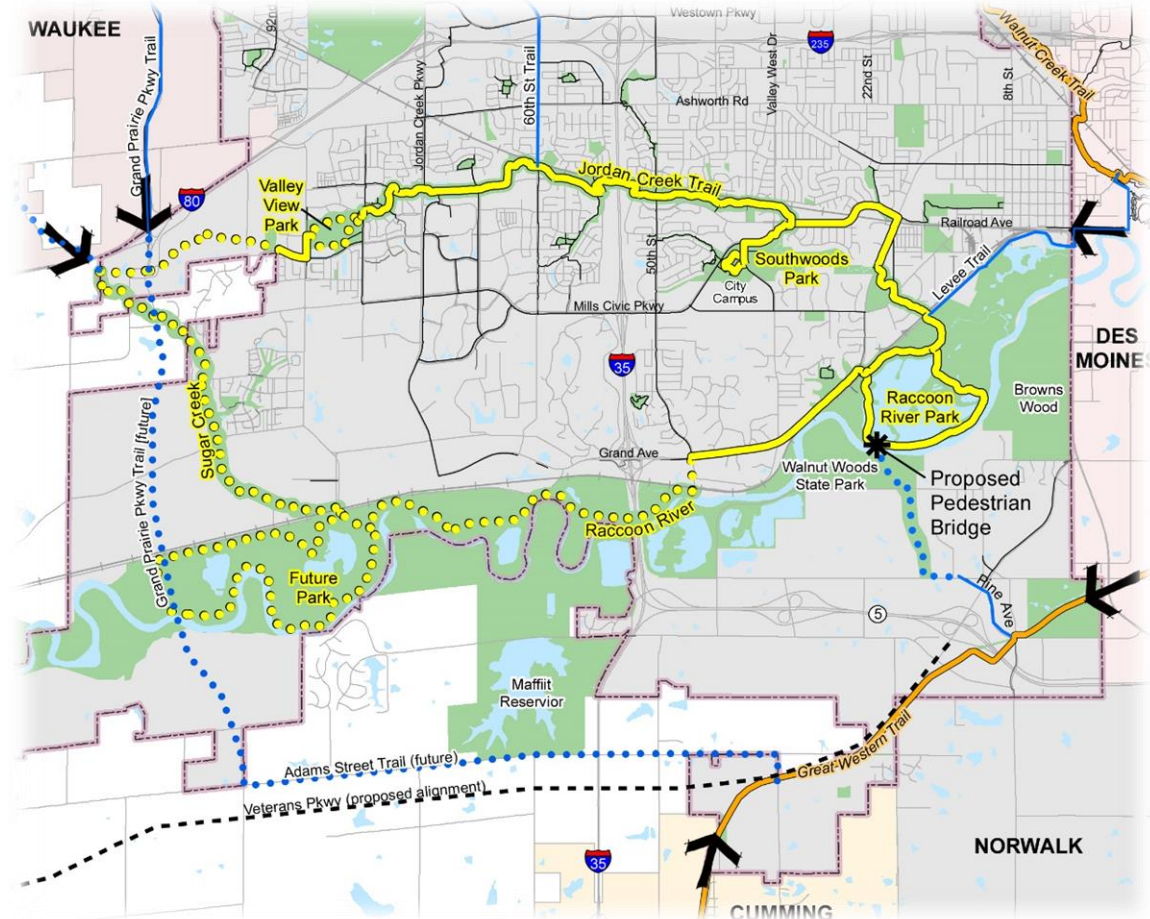 WAUKEE
92nd
Westown Pkwy
235
Walnut Creek Trail
Grand Prairie Pkwy Trail
Jordan Creek Pkwy
60th St Trail
Valley West Dr
22nd St
8th St
Ashworth Rd
80
Valley
View
Park
Jordan Creek Trail
50th St
Railroad Ave
Levee Trail
Southwoods
Park
City
Campus
Mills Civic Pkwy
DES
MOINES
35
Sugar Creek
Raccoon
River Park
Browns
Wood
Grand Prairie Pkwy Trail [future]
Grand Ave
Walnut Woods
State Park
Proposed
Pedestrian
Bridge
Raccoon River
Future
Park
Pine Ave
5
Maffiit
Reservior
Great Western Trail
Adams Street Trail (future)
Veterans Pkwy (proposed alignment)
35
NORWALK
CUMMING